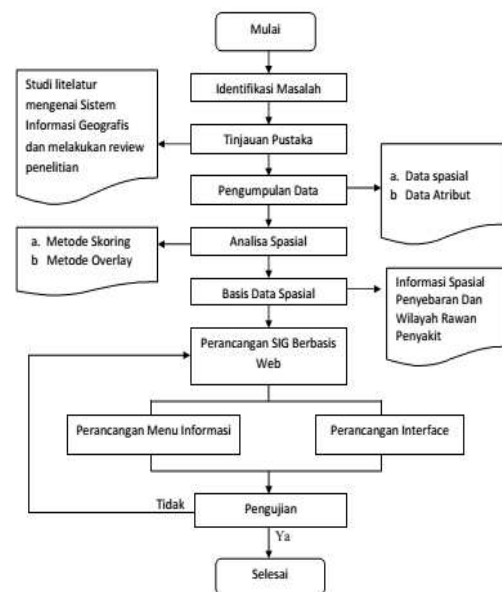 Mulai
Identifikasi Masalah
Studi litelatur
mengenai Sistem
Informasi Geografis
dan melakukan review
penelitian
Tinjauan Pustaka
Pengumpulan Data
a. Data spasial
b Data Atribut
Analisa Spasial
a. Metode Skoring
b Metode Overlay
Basis Data Spasial
Informasi Spasial
Penyebaran Dan
Wilayah Rawan
Penyakit
Perancangan SIG Berbasis
Web
Perancangan Menu Informasi
Perancangan Interface
Tidak
Pengujian
Ya
Selesai